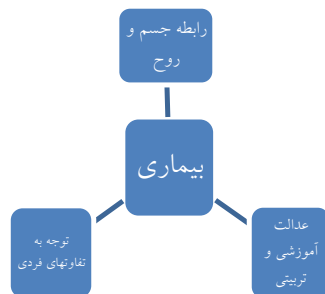 رابطه جسم و
روح
بیماری
عدالت
آموزشی و
تربیتی
توجه به
تفاوتهای فردی